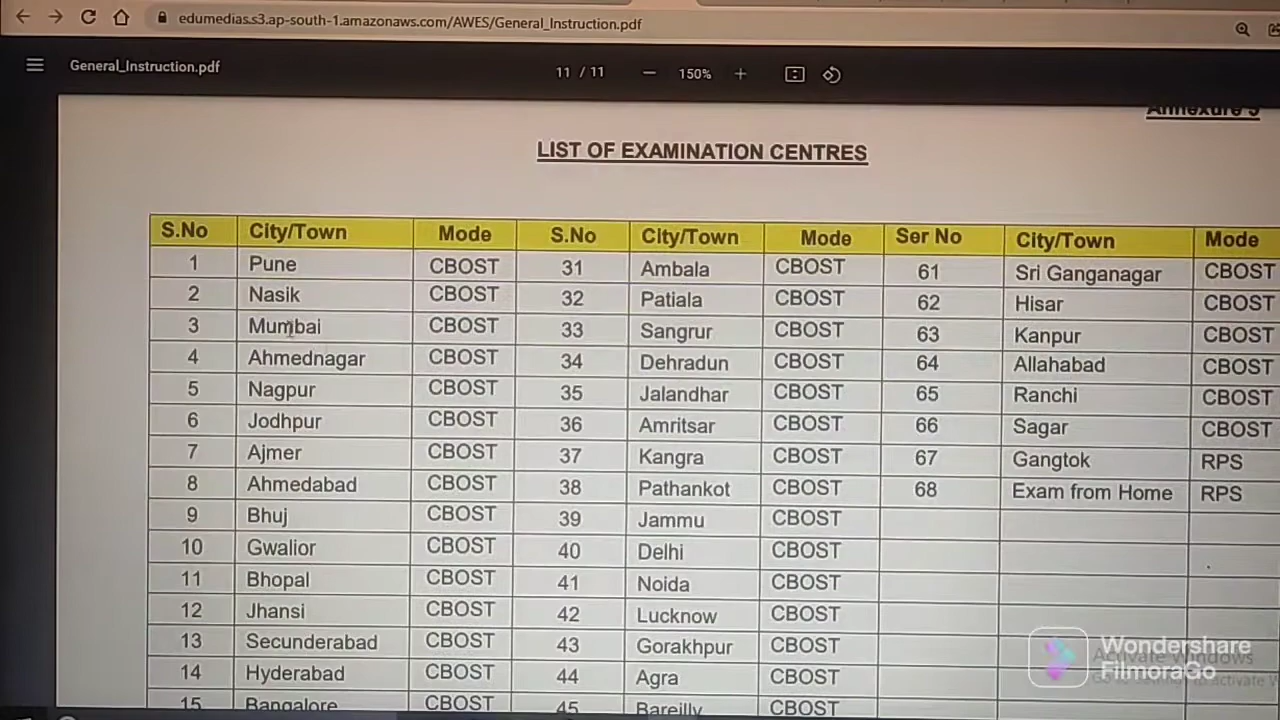 edumedias.s3.ap-south-1.amazonaws.com/AWES/General_Instruction.pdf
General_Instruction.pdf 11 / 11 150%
Annexure
LIST OF EXAMINATION CENTRES
S.No City/Town Mode S.No City/Town Mode Ser No City/Town Mode
1 Pune CBOST 31 Ambala CBOST 61 Sri Ganganagar CBOST
2 Nasik CBOST 32 Patiala CBOST 62 Hisar CBOST
3 Mumbai CBOST 33 Sangrur CBOST 63 Kanpur CBOST
4 Ahmednagar CBOST 34 Dehradun CBOST 64 Allahabad CBOST
5 Nagpur CBOST 35 Jalandhar CBOST 65 Ranchi CBOST
6 Jodhpur CBOST 36 Amritsar CBOST 66 Sagar CBOST
7 Ajmer CBOST 37 Kangra CBOST 67 Gangtok RPS
8 Ahmedabad CBOST 38 Pathankot CBOST 68 Exam from Home RPS
9 Bhuj CBOST 39 Jammu CBOST
10 Gwalior CBOST 40 Delhi CBOST
11 Bhopal CBOST 41 Noida CBOST
12 Jhansi CBOST 42 Lucknow CBOST
13 Secunderabad CBOST 43 Gorakhpur CBOST
14 Hyderabad CBOST 44 Agra CBOST
15 Bangalore CBOST 45 Bareilly CBOST
Activate Windows
Wondershare
FilmoraGo